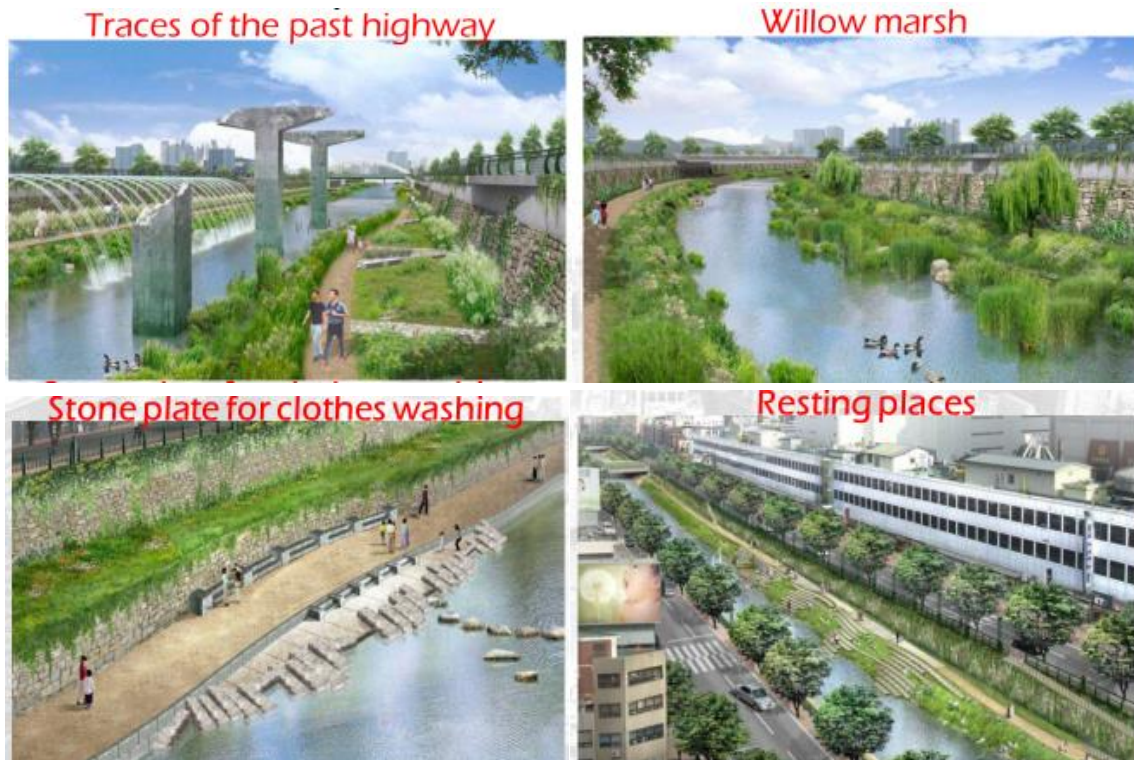 Traces of the past highway
Willow marsh
Stone plate for clothes washing
Resting places